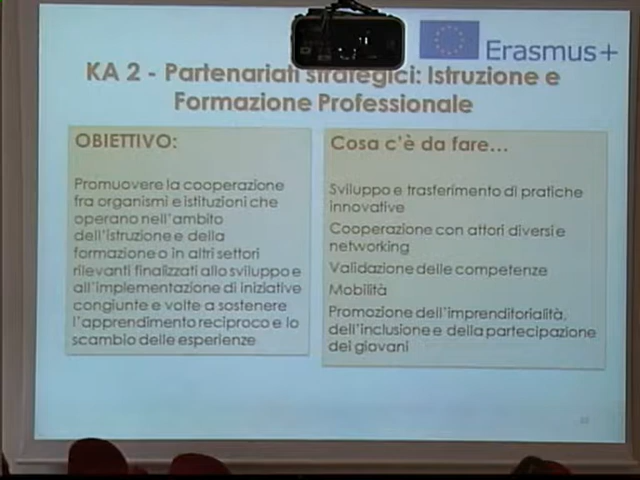 Erasmus+
KA 2 - Partenariati strategici: Istruzione e
Formazione Professionale
OBIETTIVO:
Promuovere la cooperazione
fra organismi e istituzioni che
operano nell'ambito
dell'istruzione e della
formazione o in altri settori
rilevanti finalizzati allo sviluppo e
all'implementazione di iniziative
congiunte e volte a sostenere
l'apprendimento reciproco e lo
scambio delle esperienze
Cosa c'è da fare...
Sviluppo e trasferimento di pratiche
innovative
Cooperazione con attori diversi e
networking
Validazione delle competenze
Mobilità
Promozione dell'imprenditorialità,
dell'inclusione e della partecipazione
dei giovani